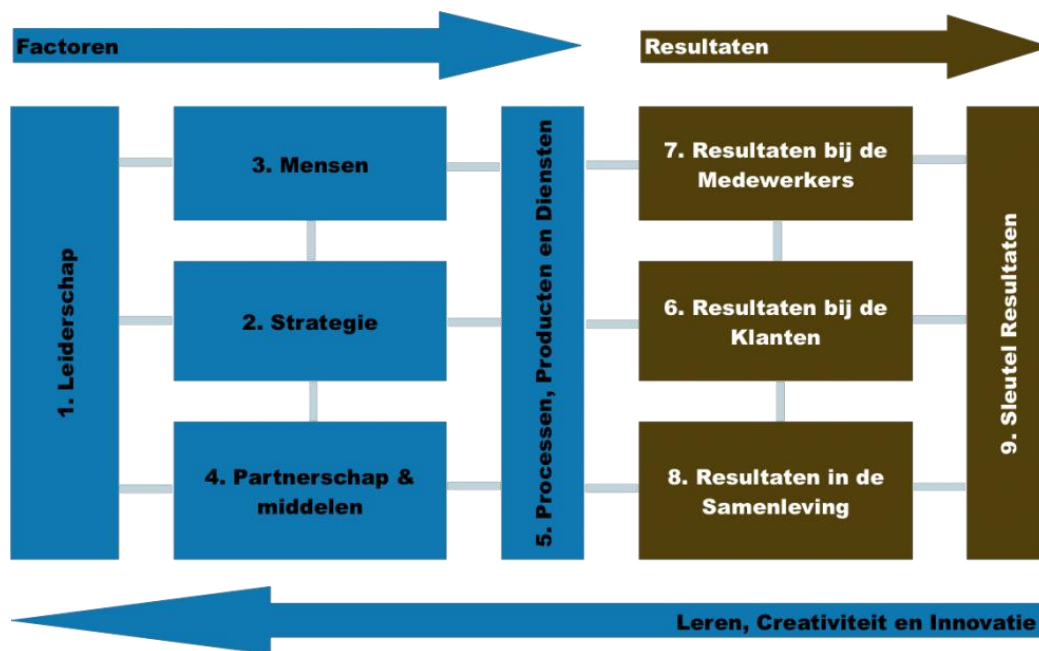 Factoren
Resultaten
1. Leiderschap
3. Mensen
2. Strategie
4. Partnerschap &
middelen
5. Processen, Producten en Diensten
7. Resultaten bij de
Medewerkers
6. Resultaten bij de
Klanten
8. Resultaten in de
Samenleving
9. Sleutel Resultaten
Leren, Creativiteit en Innovatie